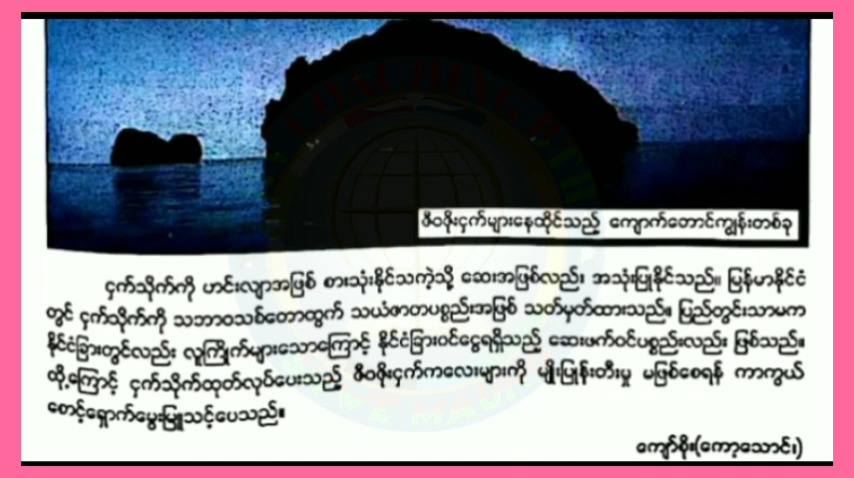 ဇီဝဇိုးငှက်များနေထိုင်သည့် ကျောက်တောင်ကျွန်းတစ်ခု
ငှက်သိုက်ကို ဟင်းလျာအဖြစ် စားသုံးနိုင်သကဲ့သို့ ဆေးအဖြစ်လည်း အသုံးပြုနိုင်သည်။ မြန်မာနိုင်ငံ
တွင် ငှက်သိုက်ကို သဘာဝသစ်တောထွက် သယံဇာတပစ္စည်းအဖြစ် သတ်မှတ်ထားသည်။ ပြည်တွင်းသာမက
နိုင်ငံခြားတွင်လည်း လူကြိုက်များသောကြောင့် နိုင်ငံခြားဝင်ငွေရရှိသည့် ဆေးဖက်ဝင်ပစ္စည်းလည်း ဖြစ်သည်။
ထို့ကြောင့် ငှက်သိုက်ထုတ်လုပ်ပေးသည့် ဇီဝဇိုးငှက်ကလေးများကို မျိုးပြုန်းတီးမှု မဖြစ်စေရန် ကာကွယ်
စောင့်ရှောက်မွေးမြူသင့်ပေသည်။
ကျော်စိုး(ကော့သောင်း)